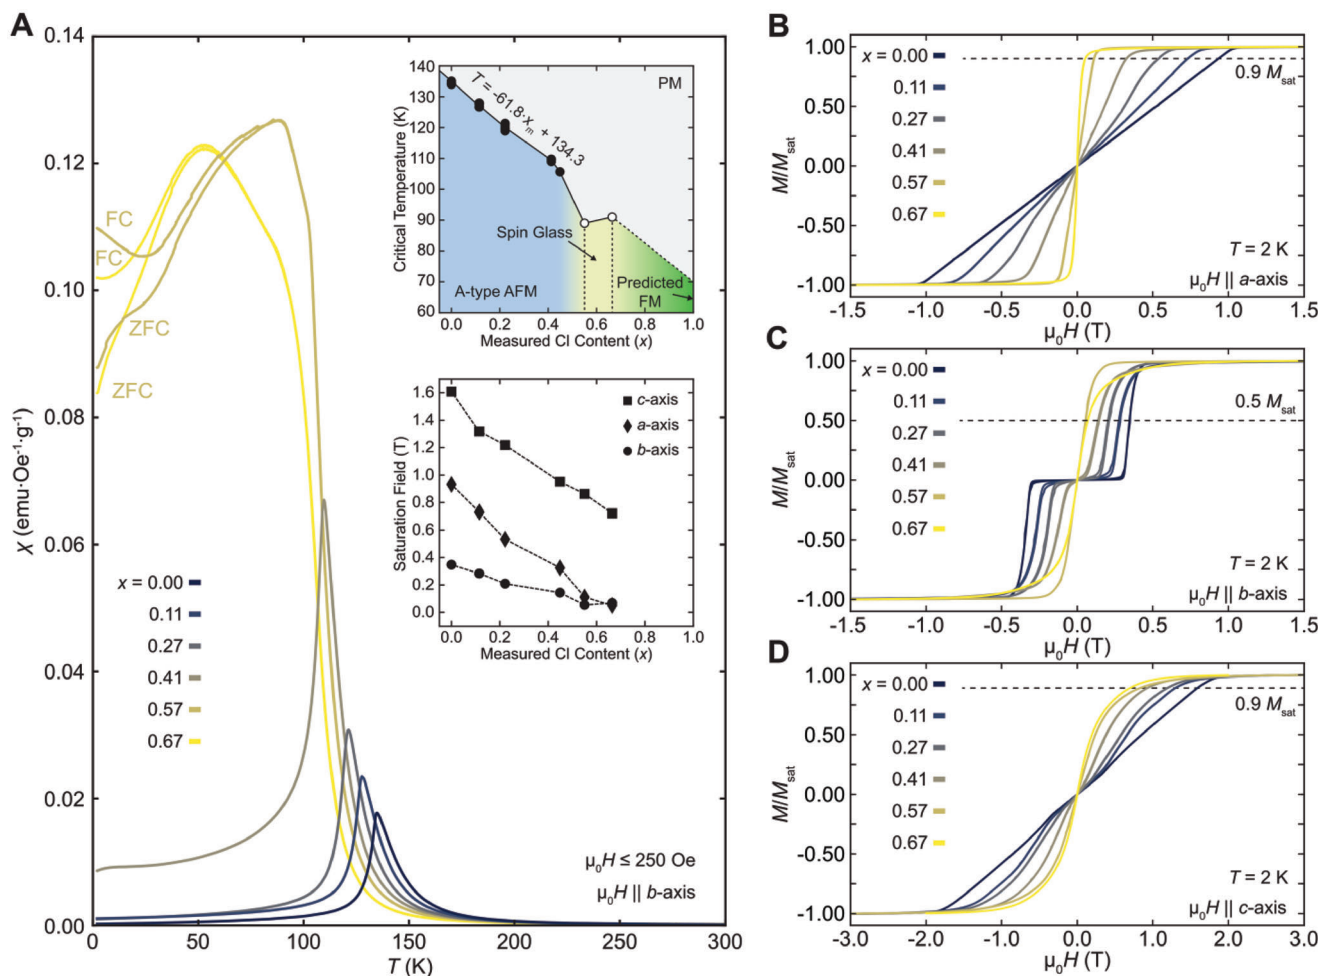 A
0.14
0.12
0.10
0.08
0.06
0.04
0.02
0.00
χ (emu·Oe⁻¹·g⁻¹)
0
50
100
150
200
250
300
T (K)
FC
FC
ZFC
ZFC
x = 0.00
0.11
0.27
0.41
0.57
0.67
μ₀H ≤ 250 Oe
μ₀H || b-axis
140
130
120
110
100
90
80
70
60
Critical Temperature (K)
T = -61.8·xₘ + 134.3
PM
Spin Glass
A-type AFM
Predicted
FM
0.0
0.2
0.4
0.6
0.8
1.0
Measured Cl Content (x)
1.6
1.4
1.2
1.0
0.8
0.6
0.4
0.2
0.0
Saturation Field (T)
c-axis
a-axis
b-axis
0.0
0.2
0.4
0.6
0.8
1.0
Measured Cl Content (x)
B
1.00
0.50
0.00
-0.50
-1.00
M/Msat
x = 0.00
0.11
0.27
0.41
0.57
0.67
0.9 Msat
T = 2 K
μ₀H || a-axis
-1.5
-1.0
-0.5
0.0
0.5
1.0
1.5
μ₀H (T)
C
1.00
0.50
0.00
-0.50
-1.00
M/Msat
x = 0.00
0.11
0.27
0.41
0.57
0.67
0.5 Msat
T = 2 K
μ₀H || b-axis
-1.5
-1.0
-0.5
0.0
0.5
1.0
1.5
μ₀H (T)
D
1.00
0.50
0.00
-0.50
-1.00
M/Msat
x = 0.00
0.11
0.27
0.41
0.57
0.67
0.9 Msat
T = 2 K
μ₀H || c-axis
-3.0
-2.0
-1.0
0.0
1.0
2.0
3.0
μ₀H (T)